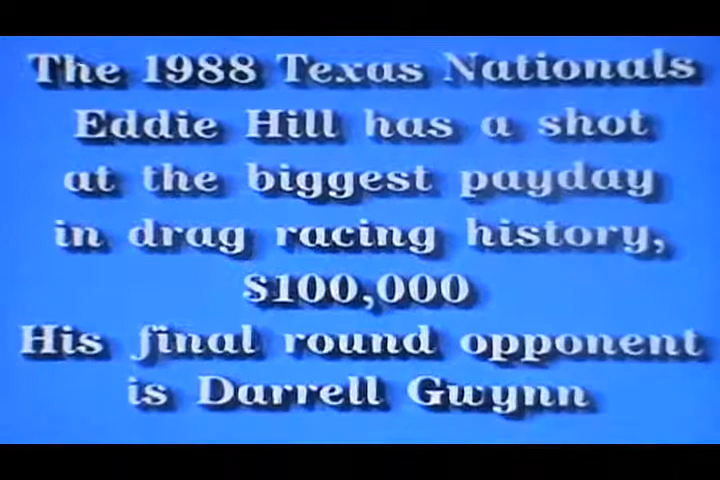 The 1988 Texas Nationals
Eddie Hill has a shot
at the biggest payday
in drag racing history,
$100,000
His final round opponent
is Darrell Gwynn